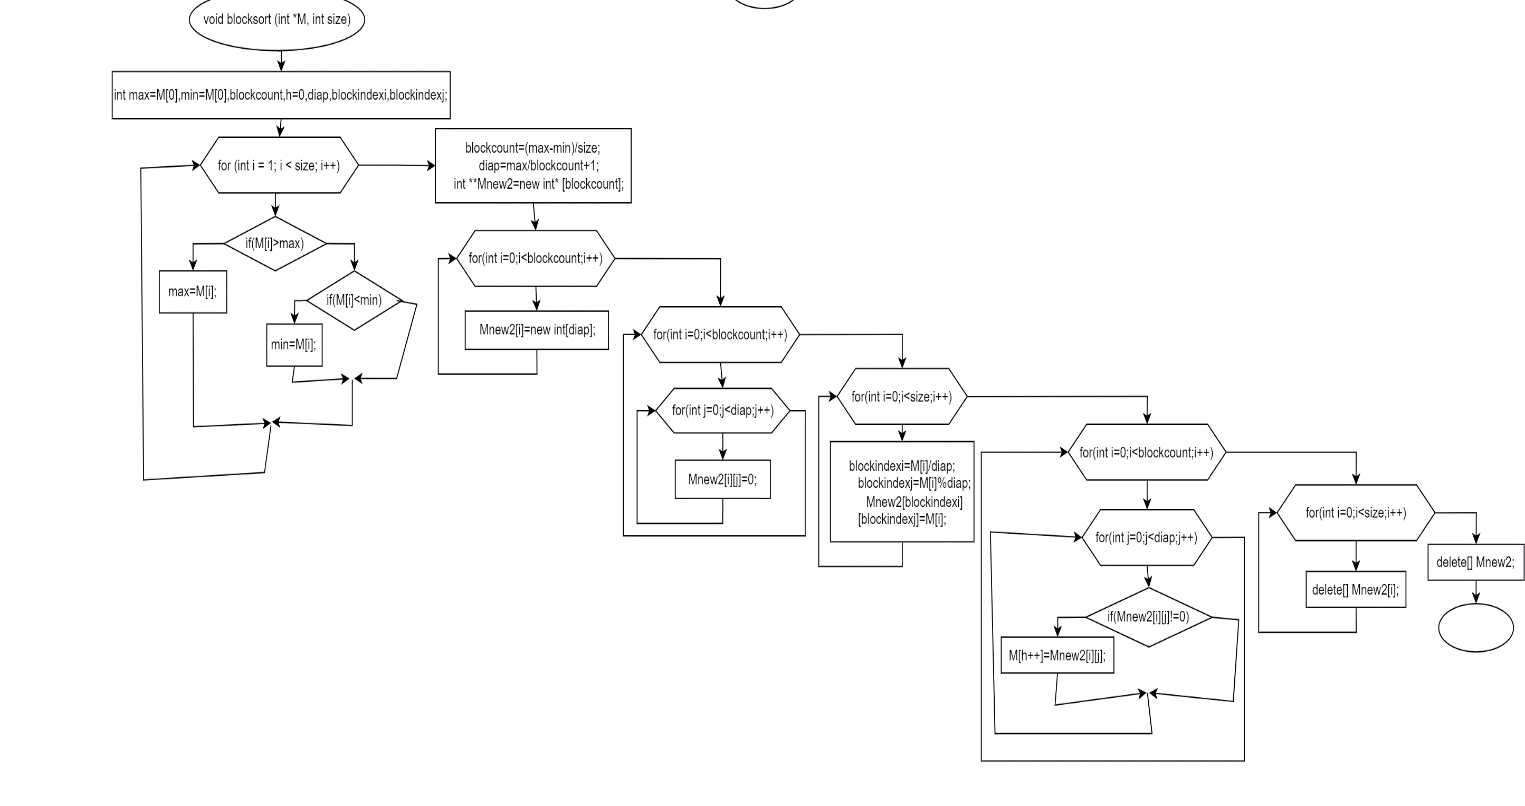 void blocksort (int *M, int size)
int max=M[0],min=M[0],blockcount,h=0,diap,blockindexi,blockindexj;
for (int i = 1; i < size; i++)
if(M[i]>max)
max=M[i];
if(M[i]<min)
min=M[i];
blockcount=(max-min)/size;
diap=max/blockcount+1;
int **Mnew2=new int* [blockcount];
for(int i=0;i<blockcount;i++)
Mnew2[i]=new int[diap];
for(int i=0;i<blockcount;i++)
for(int j=0;j<diap;j++)
Mnew2[i][j]=0;
for(int i=0;i<size;i++)
blockindexi=M[i]/diap;
blockindexj=M[i]%diap;
Mnew2[blockindexi]
[blockindexj]=M[i];
for(int i=0;i<blockcount;i++)
for(int j=0;j<diap;j++)
if(Mnew2[i][j]!=0)
M[h++]=Mnew2[i][j];
for(int i=0;i<size;i++)
delete[] Mnew2[i];
delete[] Mnew2;